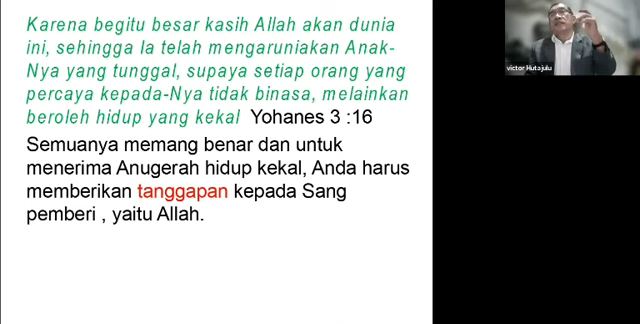 Karena begitu besar kasih Allah akan dunia
ini, sehingga Ia telah mengaruniakan Anak-
Nya yang tunggal, supaya setiap orang yang
percaya kepada-Nya tidak binasa, melainkan
beroleh hidup yang kekal Yohanes 3 :16
Semuanya memang benar dan untuk
menerima Anugerah hidup kekal, Anda harus
memberikan tanggapan kepada Sang
pemberi , yaitu Allah.
victor Hutajulu